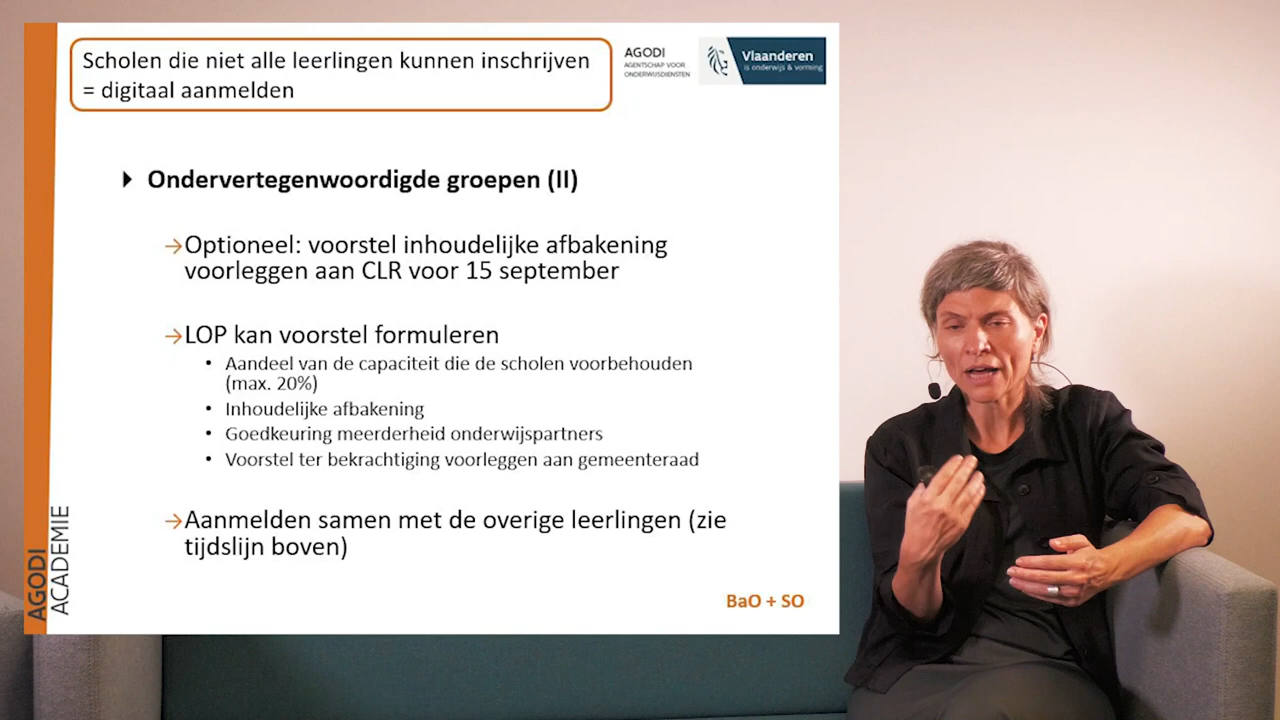 Scholen die niet alle leerlingen kunnen inschrijven
= digitaal aanmelden
AGODI
AGENTSCHAP VOOR
ONDERWIJSDIENSTEN
Vlaanderen
is onderwijs & vorming
Ondervertegenwoordigde groepen (II)
→Optioneel: voorstel inhoudelijke afbakening
voorleggen aan CLR voor 15 september
→LOP kan voorstel formuleren
• Aandeel van de capaciteit die de scholen voorbehouden
(max. 20%)
• Inhoudelijke afbakening
• Goedkeuring meerderheid onderwijspartners
• Voorstel ter bekrachtiging voorleggen aan gemeenteraad
→Aanmelden samen met de overige leerlingen (zie
tijdslijn boven)
BaO + SO
AGODI
ACADEMIE